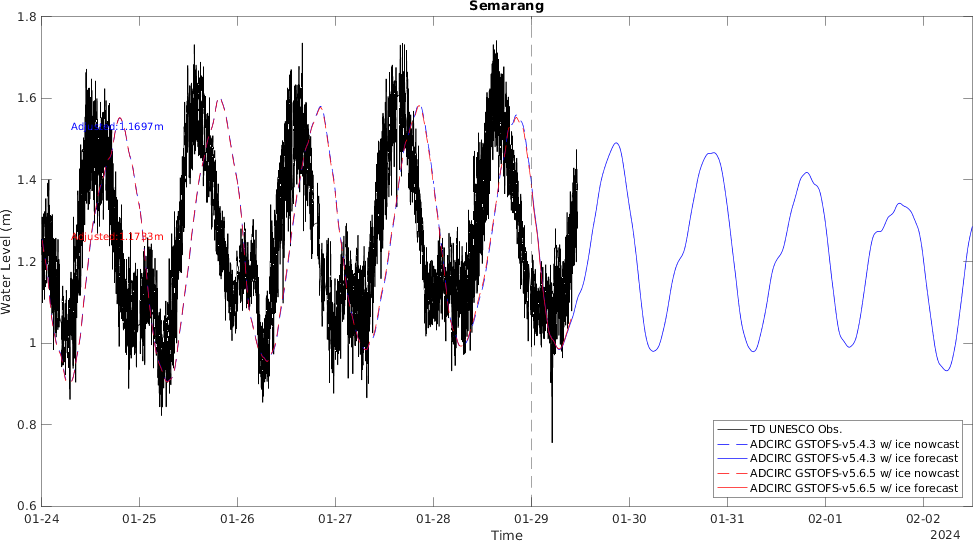 Semarang
1.8
1.6
1.4
1.2
1
0.8
0.6
Water Level (m)
Adjusted:1.1697m
Adjusted:1.1733m
TD UNESCO Obs.
ADCIRC GSTOFS-v5.4.3 w/ ice nowcast
ADCIRC GSTOFS-v5.4.3 w/ ice forecast
ADCIRC GSTOFS-v5.6.5 w/ ice nowcast
ADCIRC GSTOFS-v5.6.5 w/ ice forecast
01-24 01-25 01-26 01-27 01-28 01-29 01-30 01-31 02-01 02-02
Time
2024